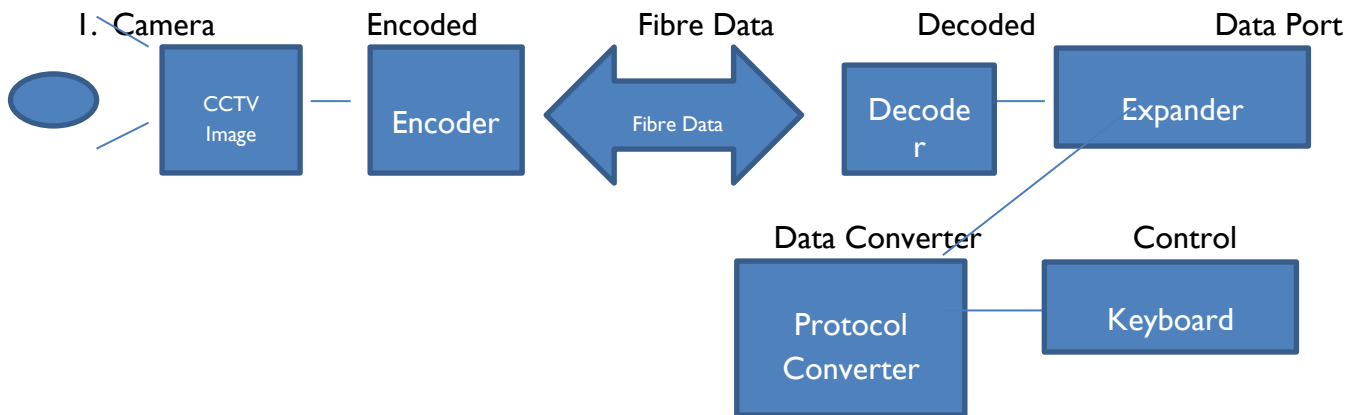 1. Camera Encoded Fibre Data Decoded Data Port
CCTV
Image
Encoder
Fibre Data
Decode
r
Expander
Data Converter Control
Protocol
Converter
Keyboard